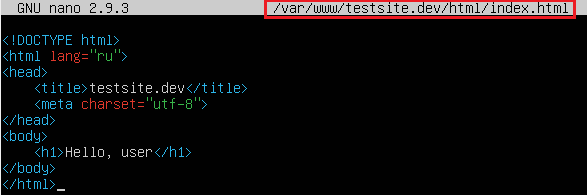 GNU nano 2.9.3 /var/www/testsite.dev/html/index.html
<!DOCTYPE html>
<html lang="ru">
<head>
    <title>testsite.dev</title>
    <meta charset="utf-8">
</head>
<body>
    <h1>Hello, user</h1>
</body>
</html>_